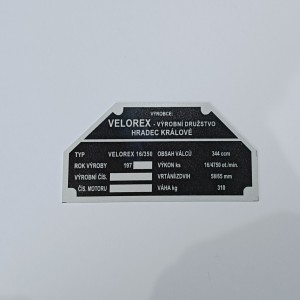 VÝROBCE:
VELOREX - VÝROBNÍ DRUŽSTVO
HRADEC KRÁLOVÉ
TYP VELOREX 16/350 OBSAH VÁLCŮ 344 ccm
ROK VÝROBY 197 VÝKON ks 16/4750 ot./min.
VÝROBNÍ ČÍS. VRTÁNÍ/ZDVIH 58/65 mm
ČÍS. MOTORU VÁHA kg 310